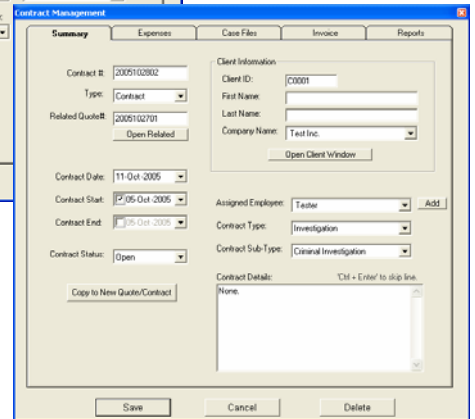 Contract Management
Summary Expenses Case Files Invoice Reports
Contract #: 2005102802
Type: Contract
Related Quote#: 2005102701
Open Related
Client Information
Client ID: C0001
First Name:
Last Name:
Company Name: Test Inc.
Open Client Window
Contract Date: 11-Oct-2005
Contract Start: 05-Oct-2005
Contract End: 05-Oct-2005
Contract Status: Open
Copy to New Quote/Contract
Assigned Employee: Tester Add
Contract Type: Investigation
Contract Sub-Type: Criminal Investigation
Contract Details: 'Ctrl + Enter' to skip line.
None.
Save Cancel Delete